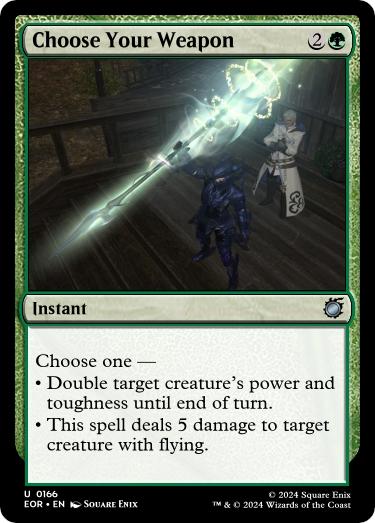 Choose Your Weapon 2
Instant
Choose one —
• Double target creature's power and
toughness until end of turn.
• This spell deals 5 damage to target
creature with flying.
U 0166
EOR • EN SQUARE ENIX
© 2024 Square Enix
™ & © 2024 Wizards of the Coast